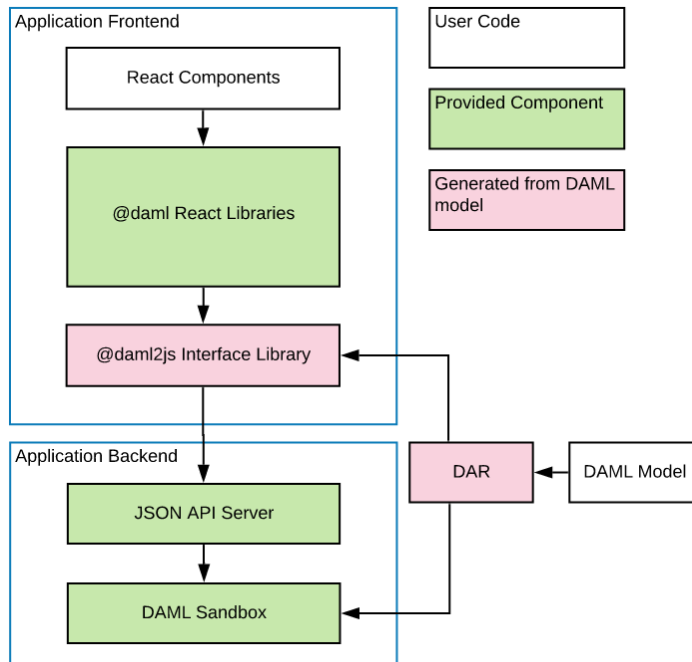 Application Frontend
React Components
@daml React Libraries
@daml2js Interface Library
User Code
Provided Component
Generated from DAML
model
Application Backend
JSON API Server
DAML Sandbox
DAR
DAML Model